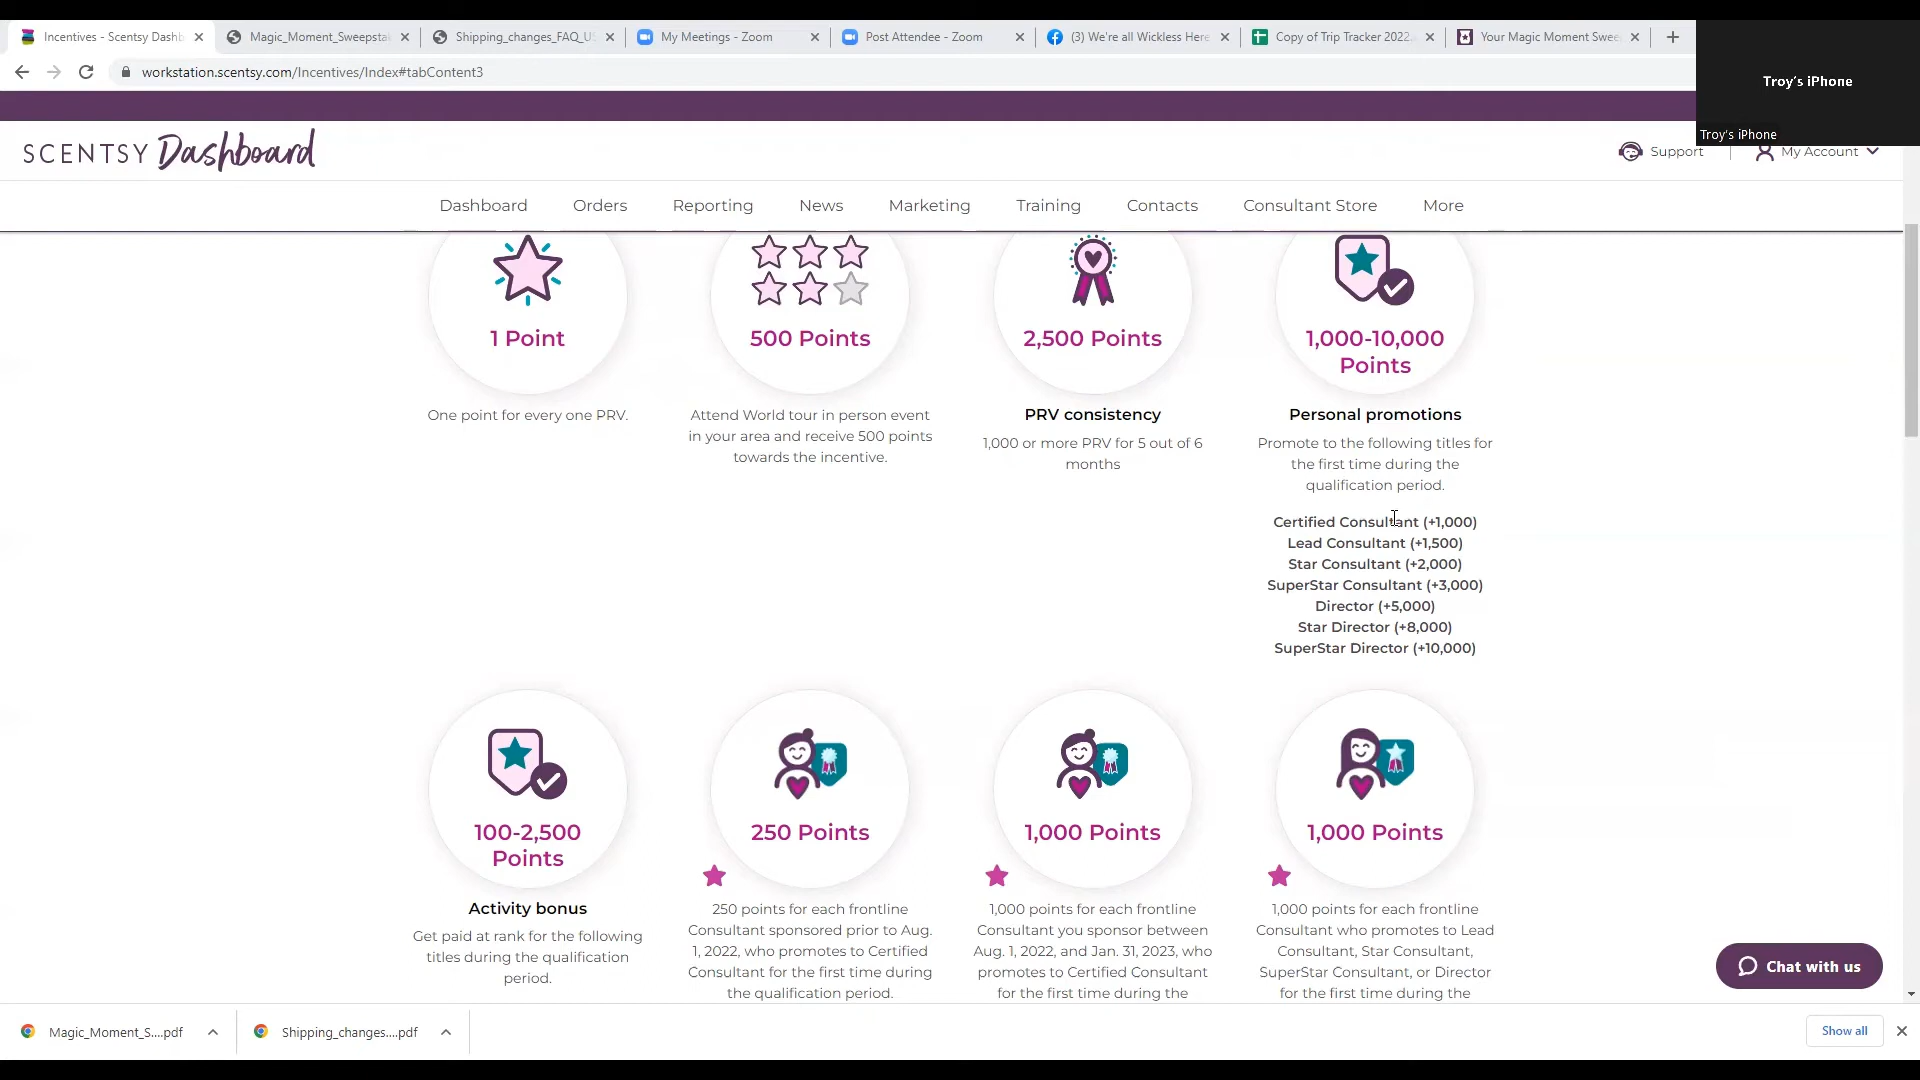 Incentives - Scentsy Dashb
Magic_Moment_Sweepsta
Shipping_changes_FAQ_US
My Meetings - Zoom
Post Attendee - Zoom
(3) We're all Wickless Here
Copy of Trip Tracker 2022.
Your Magic Moment Swee
workstation.scentsy.com/Incentives/Index#tabContent3
Troy's iPhone
Troy's iPhone
SCENTSY Dashboard
Support
My Account
Dashboard
Orders
Reporting
News
Marketing
Training
Contacts
Consultant Store
More
1 Point
One point for every one PRV.
500 Points
Attend World tour in person event
in your area and receive 500 points
towards the incentive.
2,500 Points
PRV consistency
1,000 or more PRV for 5 out of 6
months
1,000-10,000
Points
Personal promotions
Promote to the following titles for
the first time during the
qualification period.
Certified Consultant (+1,000)
Lead Consultant (+1,500)
Star Consultant (+2,000)
SuperStar Consultant (+3,000)
Director (+5,000)
Star Director (+8,000)
SuperStar Director (+10,000)
100-2,500
Points
Activity bonus
Get paid at rank for the following
titles during the qualification
period.
250 Points
250 points for each frontline
Consultant sponsored prior to Aug.
1, 2022, who promotes to Certified
Consultant for the first time during
the qualification period.
1,000 Points
1,000 points for each frontline
Consultant you sponsor between
Aug. 1, 2022, and Jan. 31, 2023, who
promotes to Certified Consultant
for the first time during the
1,000 Points
1,000 points for each frontline
Consultant who promotes to Lead
Consultant, Star Consultant,
SuperStar Consultant, or Director
for the first time during the
Chat with us
Magic_Moment_S....pdf
Shipping_changes....pdf
Show all